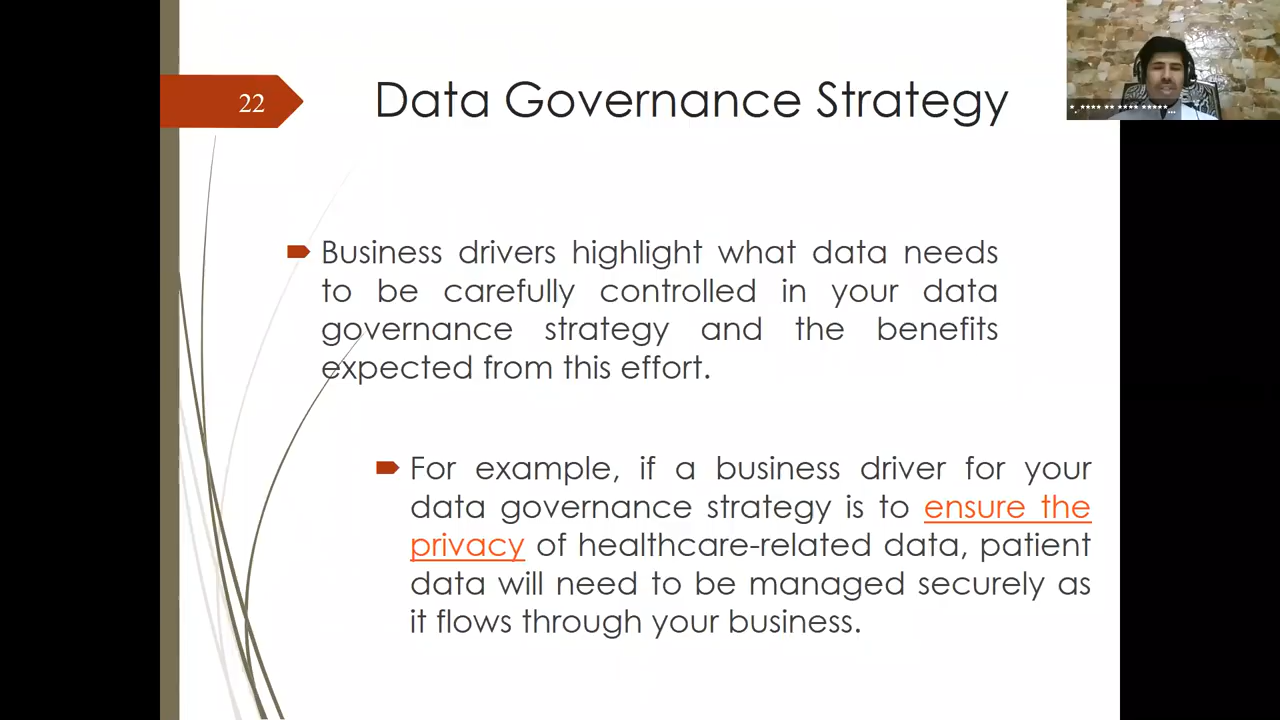 22
Data Governance Strategy
Business drivers highlight what data needs
to be carefully controlled in your data
governance strategy and the benefits
expected from this effort.
For example, if a business driver for your
data governance strategy is to ensure the
privacy of healthcare-related data, patient
data will need to be managed securely as
it flows through your business.